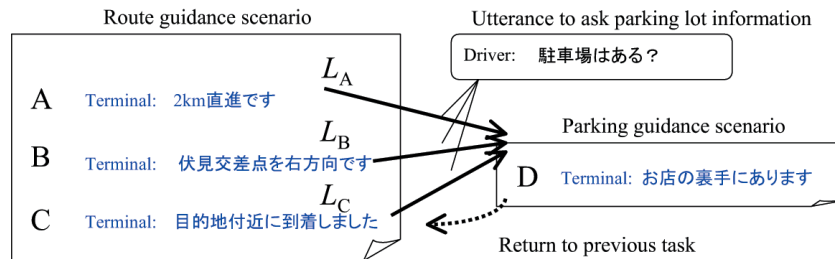 Route guidance scenario
Utterance to ask parking lot information
Driver: 駐車場はある？
L_A
A Terminal: 2km直進です
L_B
Parking guidance scenario
B Terminal: 伏見交差点を右方向です
D Terminal: お店の裏手にあります
L_C
C Terminal: 目的地付近に到着しました
Return to previous task